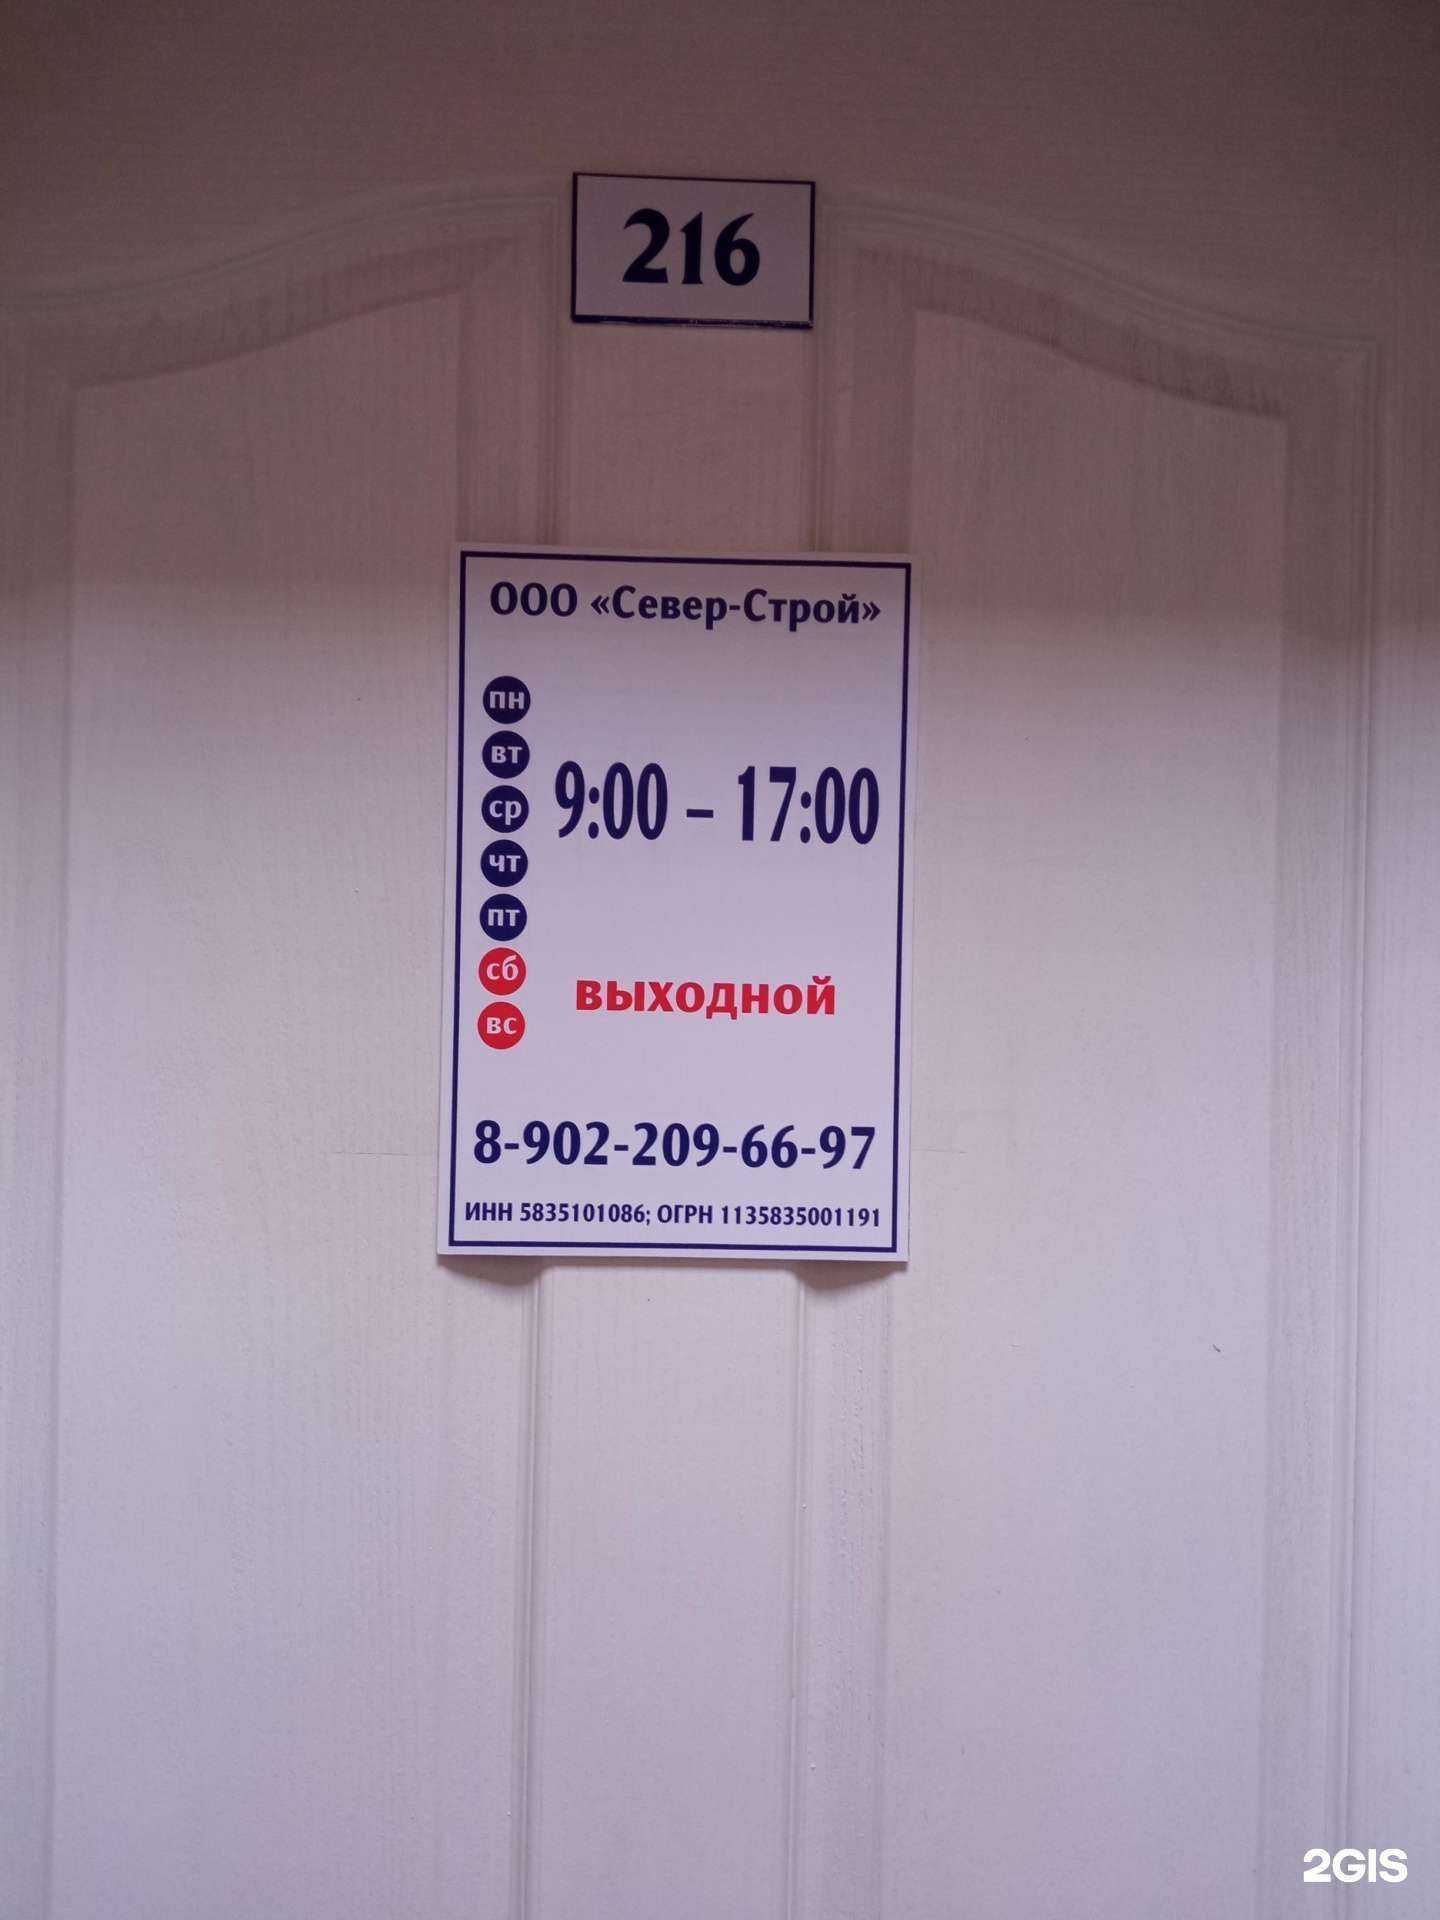 216
ООО «Север-Строй»
пн
вт
ср
9:00 – 17:00
чт
пт
сб
выходной
вс
8-902-209-66-97
ИНН 5835101086; ОГРН 1135835001191
2GIS